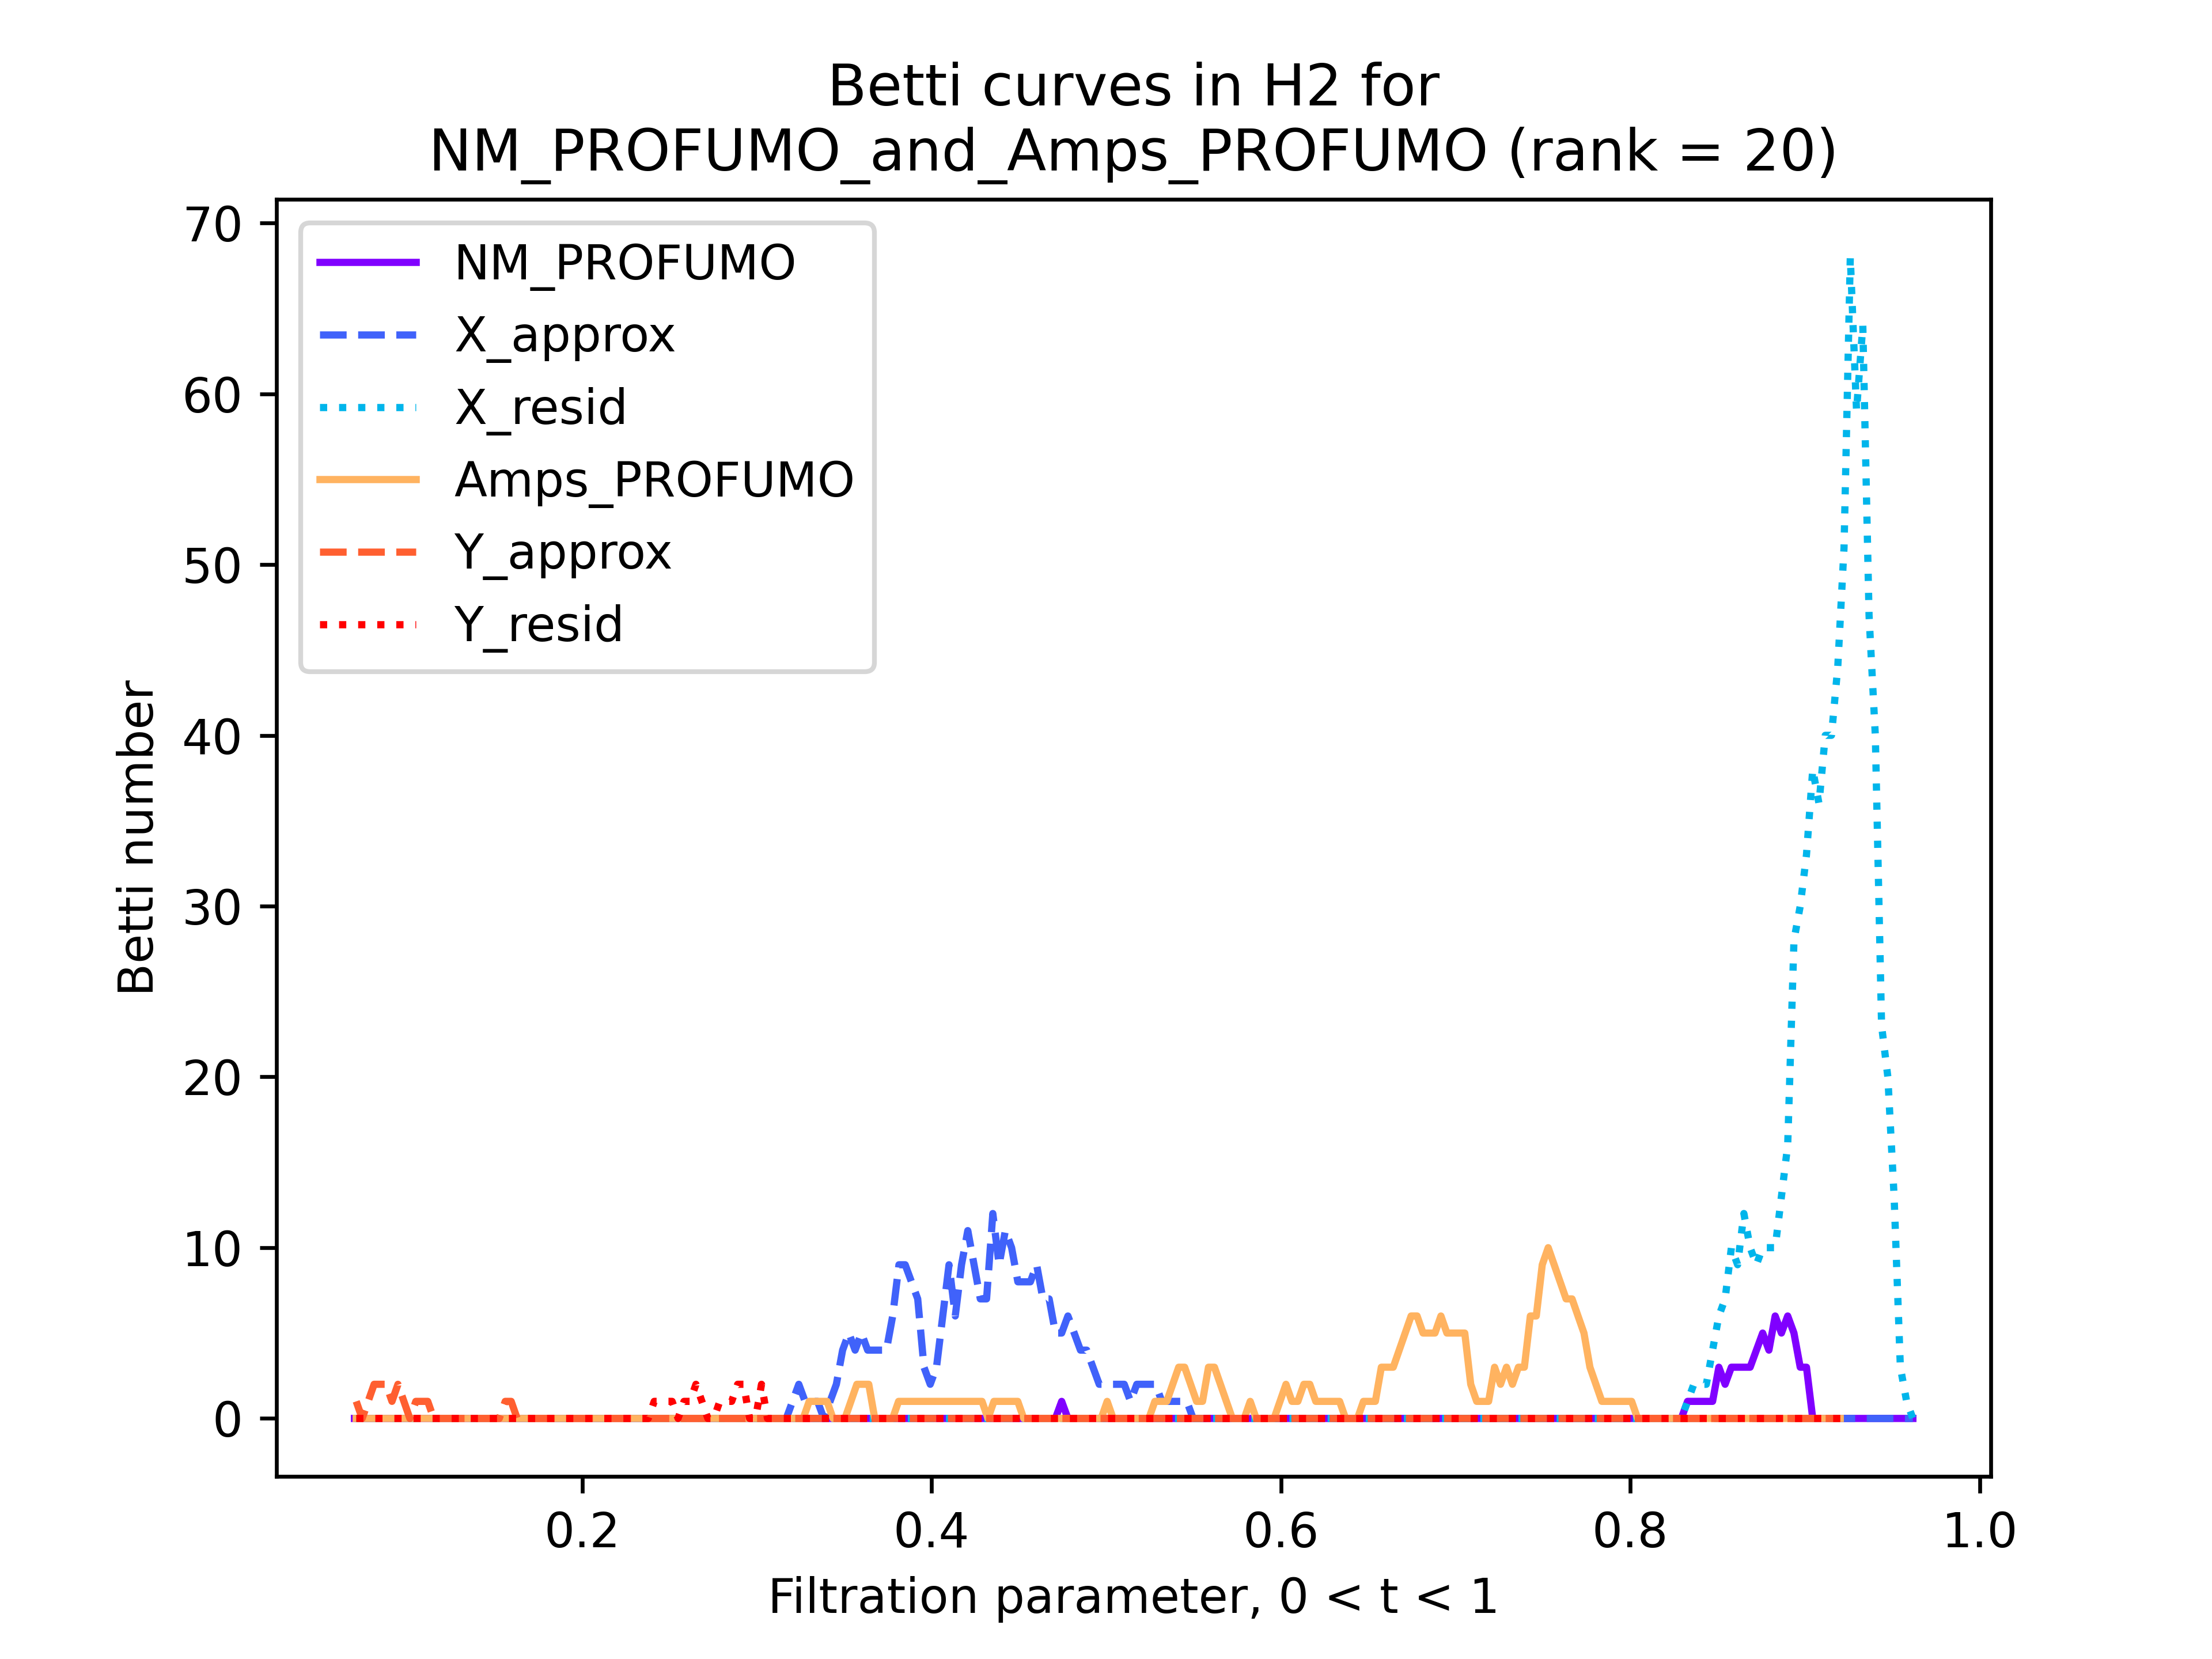 Betti curves in H2 for
NM_PROFUMO_and_Amps_PROFUMO (rank = 20)
70
60
50
40
30
20
10
0
Betti number
NM_PROFUMO
X_approx
X_resid
Amps_PROFUMO
Y_approx
Y_resid
0.2 0.4 0.6 0.8 1.0
Filtration parameter, 0 < t < 1